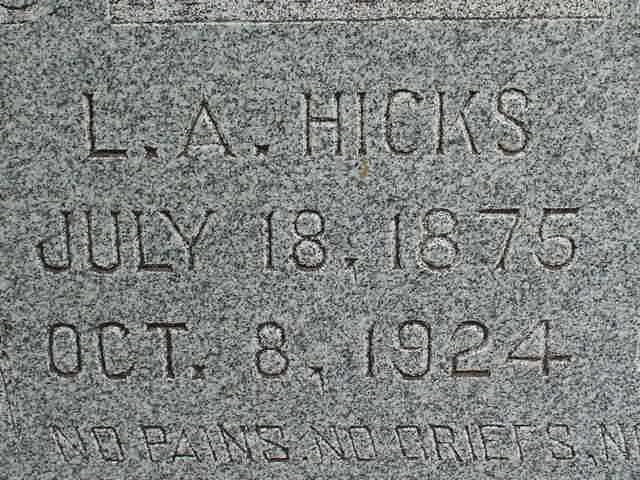 L. A. HICKS
JULY 18, 1875
OCT. 8, 1924
NO PAINS, NO GRIEFS,